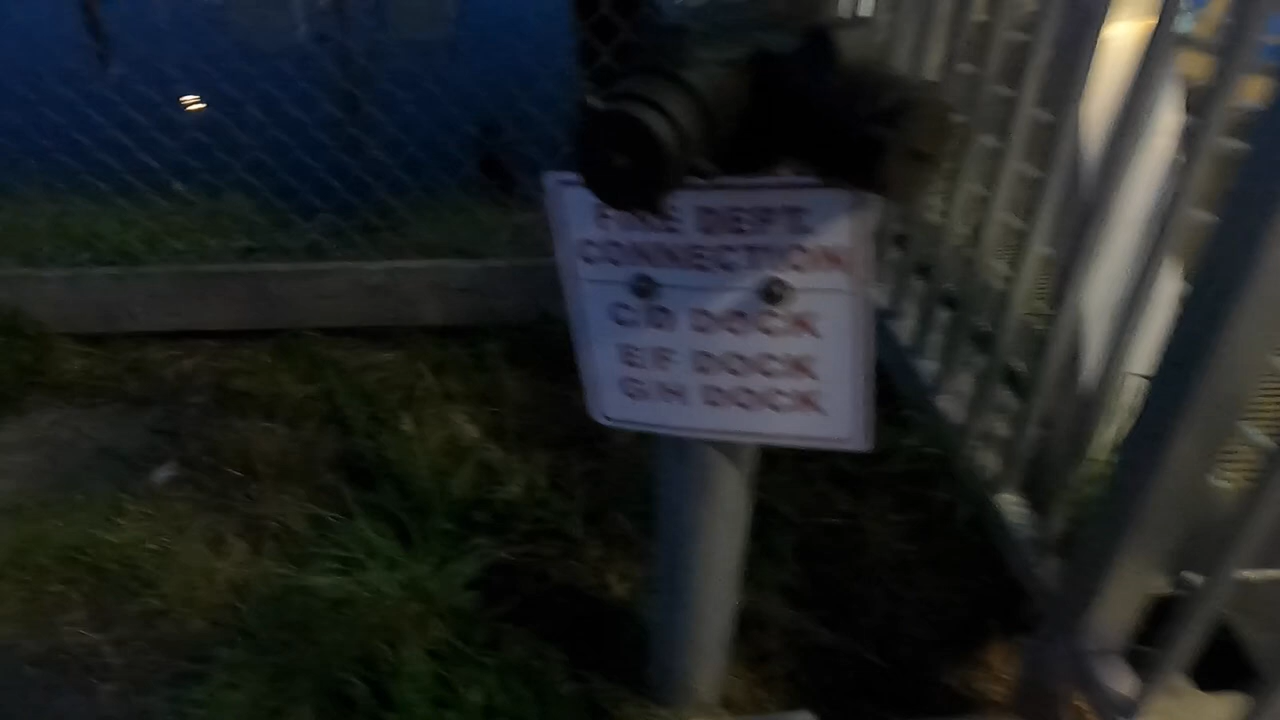 FIRE DEPT.
CONNECTION
C/D DOCK
E/F DOCK
G/H DOCK